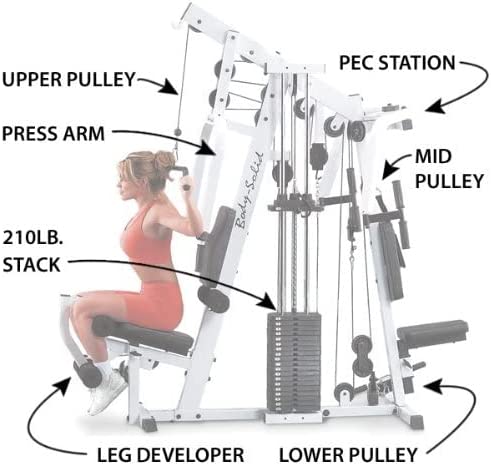 UPPER PULLEY
PEC STATION
PRESS ARM
MID
PULLEY
Body-Solid
210LB.
STACK
LEG DEVELOPER
LOWER PULLEY